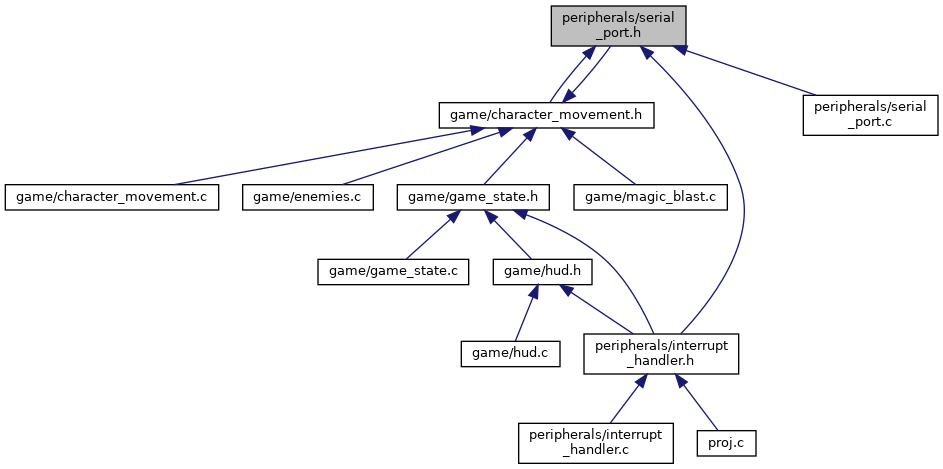 peripherals/serial
_port.h
game/character_movement.h
peripherals/serial
_port.c
game/character_movement.c
game/enemies.c
game/game_state.h
game/magic_blast.c
game/game_state.c
game/hud.h
game/hud.c
peripherals/interrupt
_handler.h
peripherals/interrupt
_handler.c
proj.c